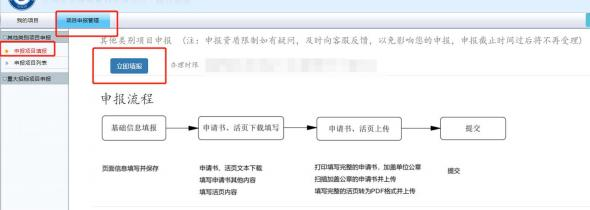 我的项目
项目申报管理
其他类别项目申报
申报项目填报
申报项目列表
重大招标项目申报
其他类别项目申报 （注：申报资质限制如有疑问，及时向客服反馈，以免影响您的申报，申报截止时间过后将不再受理）
立即填报
办理时限
申报流程
基础信息填报
申请书、活页下载填写
申请书、活页上传
提交
页面信息填写并保存
申请书、活页文本下载
填写申请书其他内容
填写活页内容
打印填写完整的申请书，加盖单位公章
扫描加盖公章的申请书并上传
填写完整的活页转为PDF格式并上传
提交